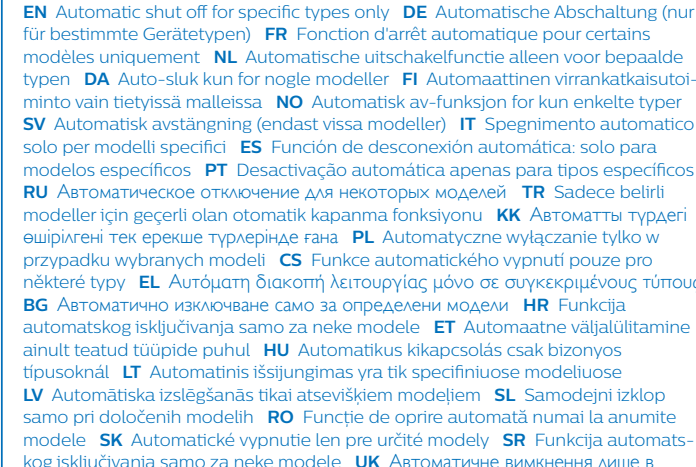 EN Automatic shut off for specific types only DE Automatische Abschaltung (nur
für bestimmte Gerätetypen) FR Fonction d'arrêt automatique pour certains
modèles uniquement NL Automatische uitschakelfunctie alleen voor bepaalde
typen DA Auto-sluk kun for nogle modeller FI Automaattinen virrankatkaisutoi-
minto vain tietyissä malleissa NO Automatisk av-funksjon for kun enkelte typer
SV Automatisk avstängning (endast vissa modeller) IT Spegnimento automatico
solo per modelli specifici ES Función de desconexión automática: solo para
modelos específicos PT Desactivação automática apenas para tipos específicos
RU Автоматическое отключение для некоторых моделей TR Sadece belirli
modeller için geçerli olan otomatik kapanma fonksiyonu KK Автоматты түрдегі
өшірілгені тек ерекше түрлерінде ғана PL Automatyczne wyłączanie tylko w
przypadku wybranych modeli CS Funkce automatického vypnutí pouze pro
některé typy EL Αυτόματη διακοπή λειτουργίας μόνο σε συγκεκριμένους τύπους
BG Автоматично изключване само за определени модели HR Funkcija
automatskog isključivanja samo za neke modele ET Automaatne väljalülitamine
ainult teatud tüüpide puhul HU Automatikus kikapcsolás csak bizonyos
típusoknál LT Automatinis išsijungimas yra tik specifiniuose modeliuose
LV Automātiska izslēgšanās tikai atsevišķiem modeļiem SL Samodejni izklop
samo pri določenih modelih RO Funcție de oprire automată numai la anumite
modele SK Automatické vypnutie len pre určité modely SR Funkcija automats-
kog isključivanja samo za neke modele UK Автоматичне вимкнення лише в